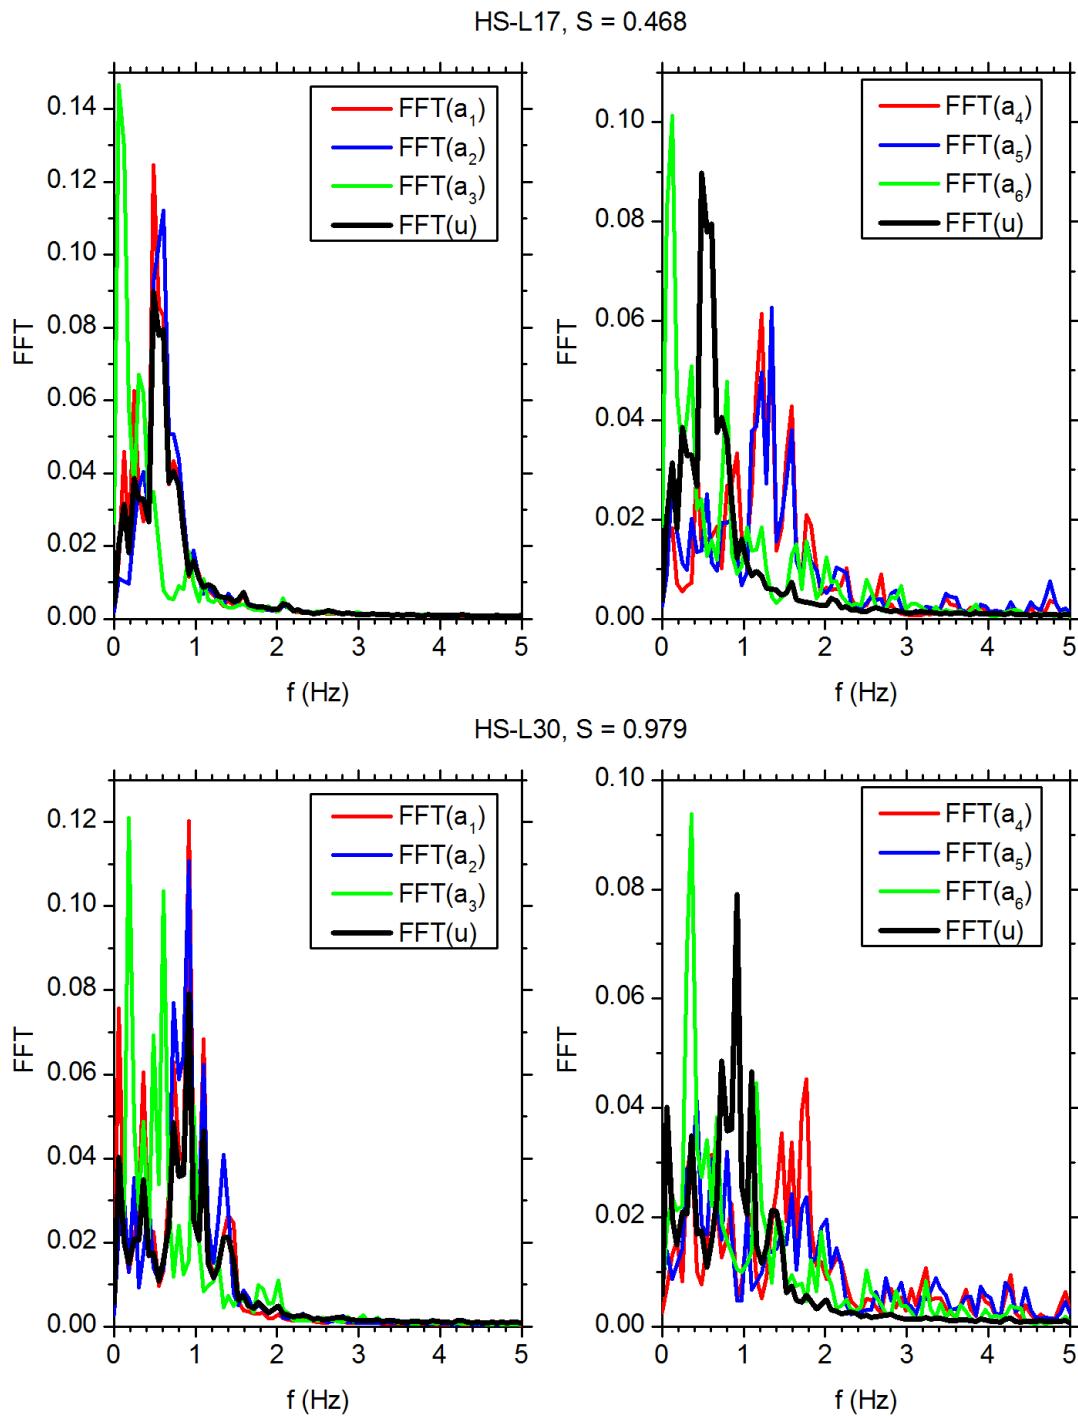 HS-L17, S = 0.468
FFT(a1)
FFT(a2)
FFT(a3)
FFT(u)
0.14
0.12
0.10
0.08
0.06
0.04
0.02
0.00
FFT
0 1 2 3 4 5
f (Hz)
FFT(a4)
FFT(a5)
FFT(a6)
FFT(u)
0.10
0.08
0.06
0.04
0.02
0.00
FFT
0 1 2 3 4 5
f (Hz)
HS-L30, S = 0.979
FFT(a1)
FFT(a2)
FFT(a3)
FFT(u)
0.12
0.10
0.08
0.06
0.04
0.02
0.00
FFT
0 1 2 3 4 5
f (Hz)
FFT(a4)
FFT(a5)
FFT(a6)
FFT(u)
0.10
0.08
0.06
0.04
0.02
0.00
FFT
0 1 2 3 4 5
f (Hz)